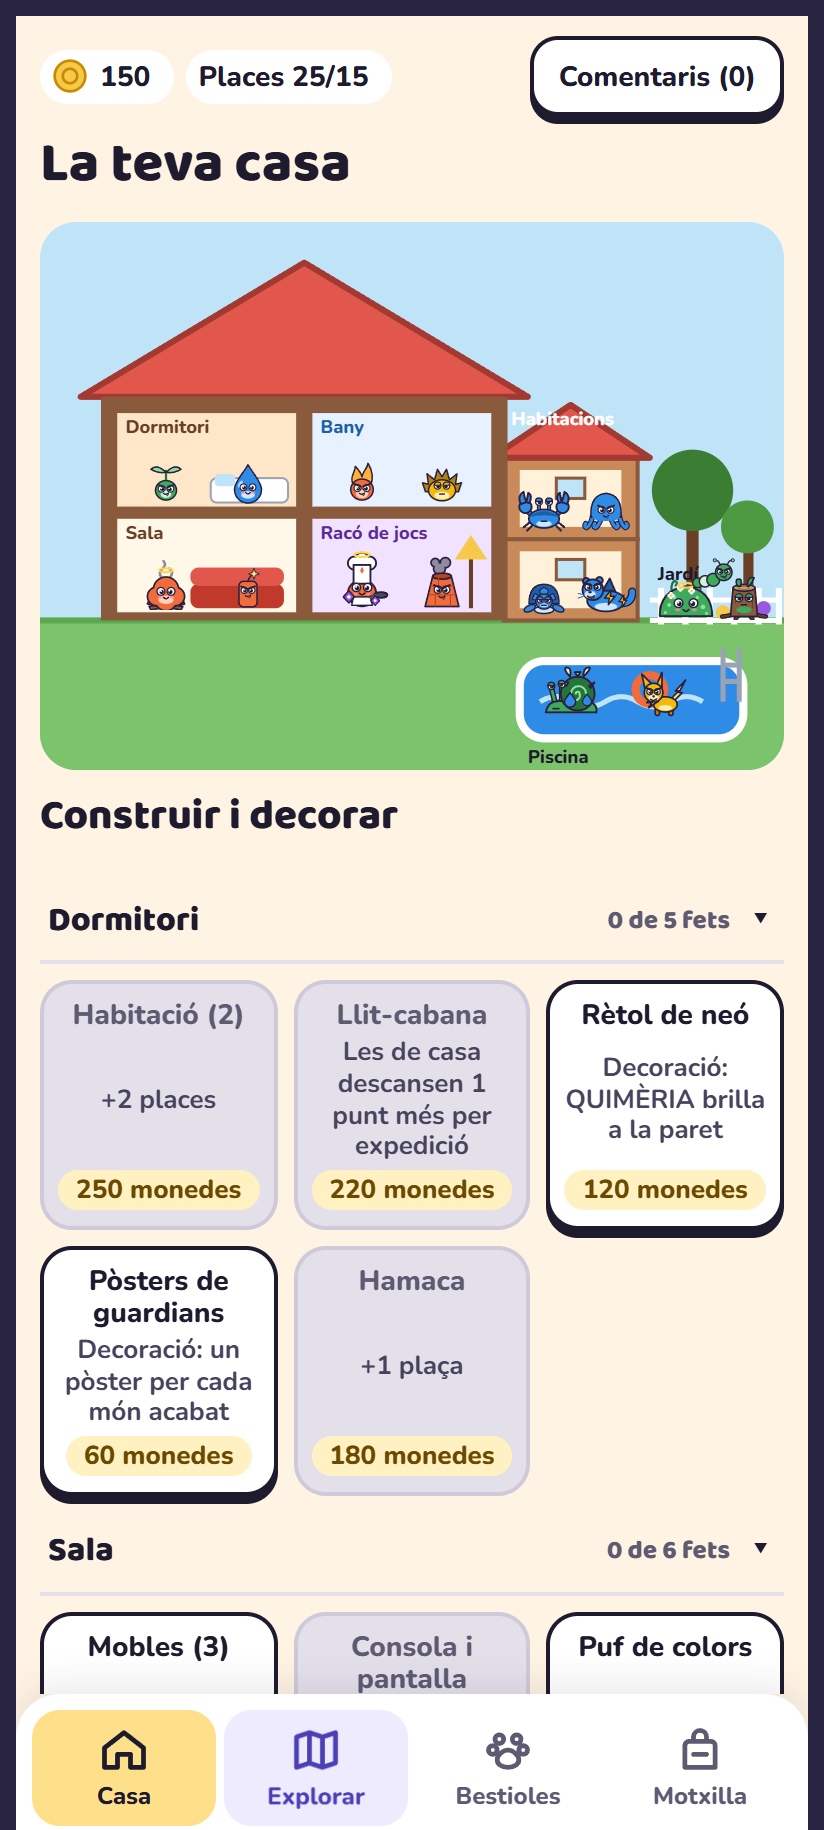 150
Places 25/15
Comentaris (0)
La teva casa
Habitacions
Dormitori
Bany
Sala
Racó de jocs
Jardí
Piscina
Construir i decorar
Dormitori
0 de 5 fets
Habitació (2)
+2 places
250 monedes
Llit-cabana
Les de casa
descansen 1
punt més per
expedició
220 monedes
Rètol de neó
Decoració:
QUIMÈRIA brilla
a la paret
120 monedes
Pòsters de
guardians
Decoració: un
pòster per cada
món acabat
60 monedes
Hamaca
+1 plaça
180 monedes
Sala
0 de 6 fets
Mobles (3)
Consola i
pantalla
Puf de colors
Casa
Explorar
Bestioles
Motxilla